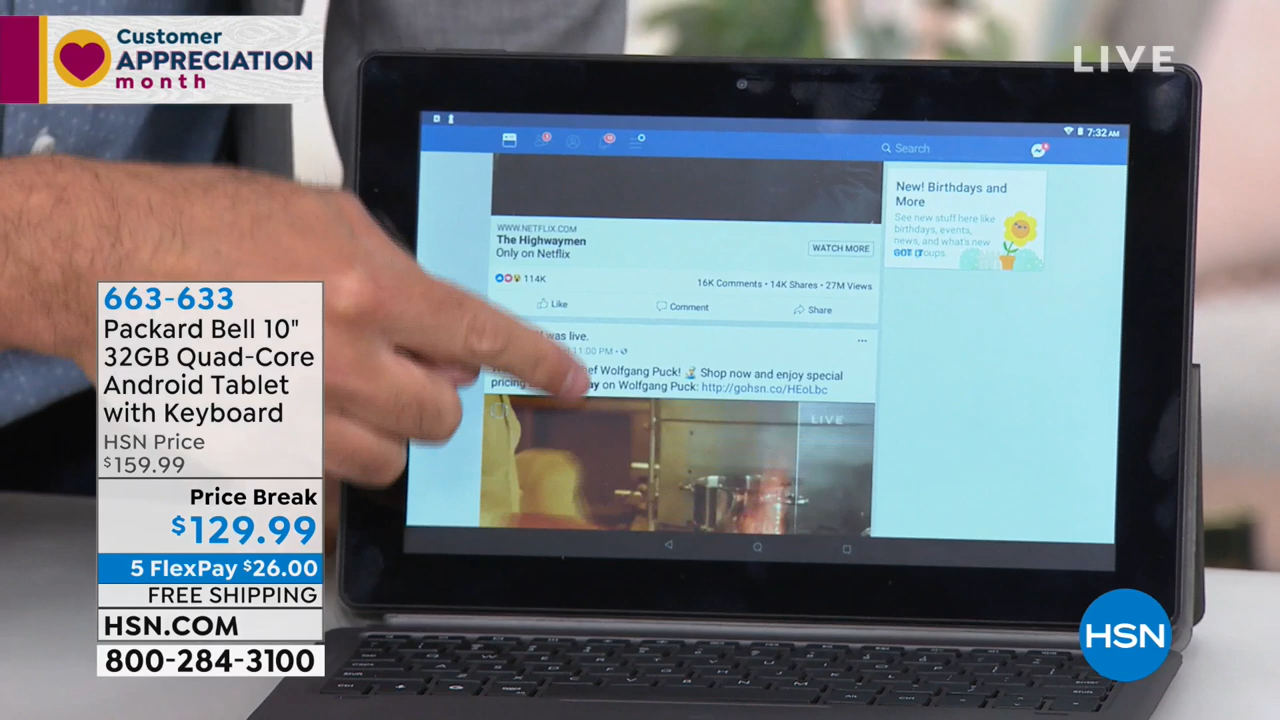 Customer
APPRECIATION
month
LIVE
7:32 AM
Search
New! Birthdays and
More
See new stuff here like
birthdays, events,
news, and what's new
GOT IT
WWW.NETFLIX.COM
The Highwaymen
Only on Netflix
WATCH MORE
114K
16K Comments • 14K Shares • 27M Views
Like
Comment
Share
was live.
11:00 PM
Wolfgang Puck! Shop now and enjoy special
pricing on Wolfgang Puck: http://gohsn.co/HEoLbc
LIVE
663-633
Packard Bell 10"
32GB Quad-Core
Android Tablet
with Keyboard
HSN Price
$159.99
Price Break
$129.99
5 FlexPay $26.00
FREE SHIPPING
HSN.COM
800-284-3100
HSN